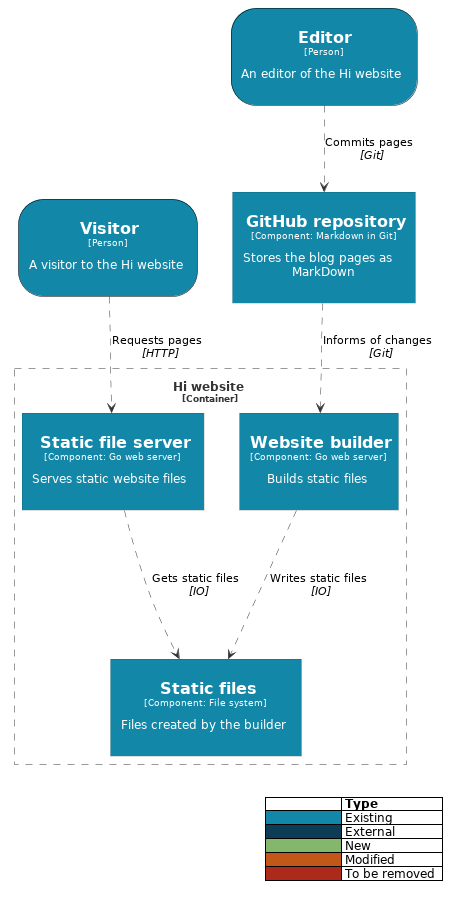 Editor
[Person]
An editor of the Hi website
Commits pages
[Git]
Visitor
[Person]
A visitor to the Hi website
GitHub repository
[Component: Markdown in Git]
Stores the blog pages as
MarkDown
Requests pages
[HTTP]
Informs of changes
[Git]
Hi website
[Container]
Static file server
[Component: Go web server]
Serves static website files
Website builder
[Component: Go web server]
Builds static files
Gets static files
[IO]
Writes static files
[IO]
Static files
[Component: File system]
Files created by the builder
Type
Existing
External
New
Modified
To be removed